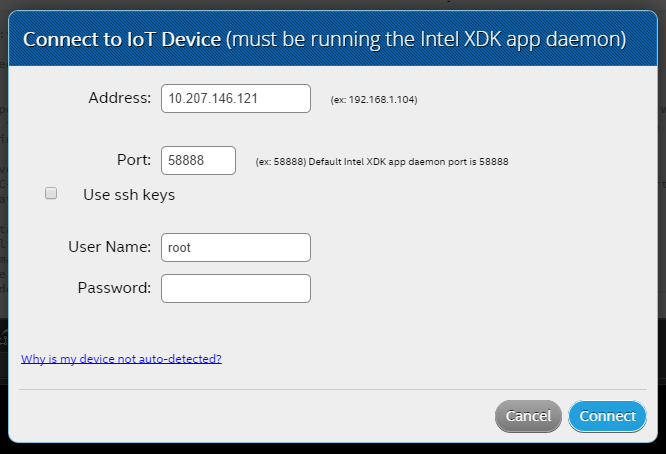 Connect to IoT Device (must be running the Intel XDK app daemon)
Address: 10.207.146.121 (ex: 192.168.1.104)
Port: 58888 (ex: 58888) Default Intel XDK app daemon port is 58888
Use ssh keys
User Name: root
Password:
Why is my device not auto-detected?
Cancel Connect